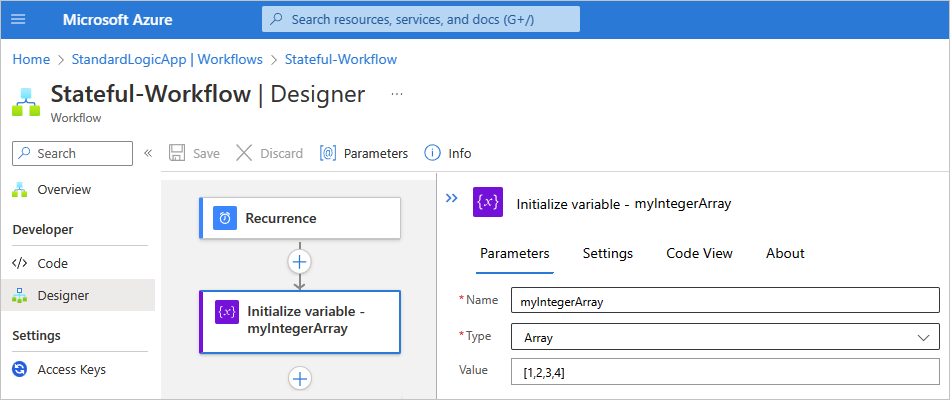 Microsoft Azure
Search resources, services, and docs (G+/)
Home > StandardLogicApp | Workflows > Stateful-Workflow
Stateful-Workflow | Designer ...
Workflow
Search
«
Save
Discard
[@] Parameters
Info
Overview
Developer
</> Code
Designer
Settings
Access Keys
Recurrence
{x} Initialize variable -
myIntegerArray
» {x} Initialize variable - myIntegerArray
Parameters
Settings
Code View
About
*Name
myIntegerArray
*Type
Array
Value
[1,2,3,4]